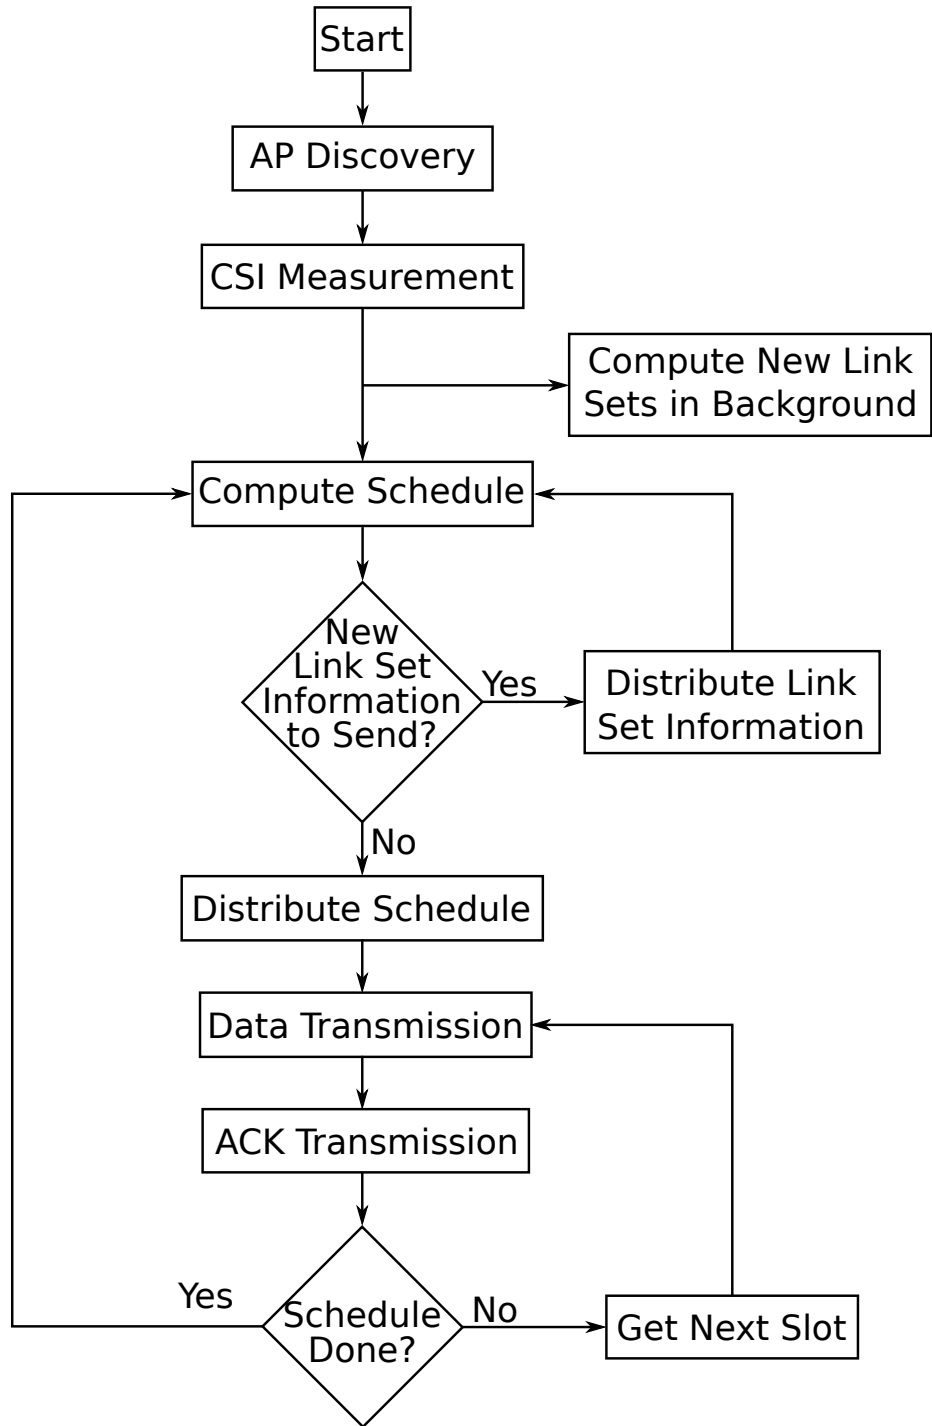 Start
AP Discovery
CSI Measurement
Compute New Link
Sets in Background
Compute Schedule
New
Link Set
Information
to Send?
Yes
Distribute Link
Set Information
No
Distribute Schedule
Data Transmission
ACK Transmission
Yes
Schedule
Done?
No
Get Next Slot